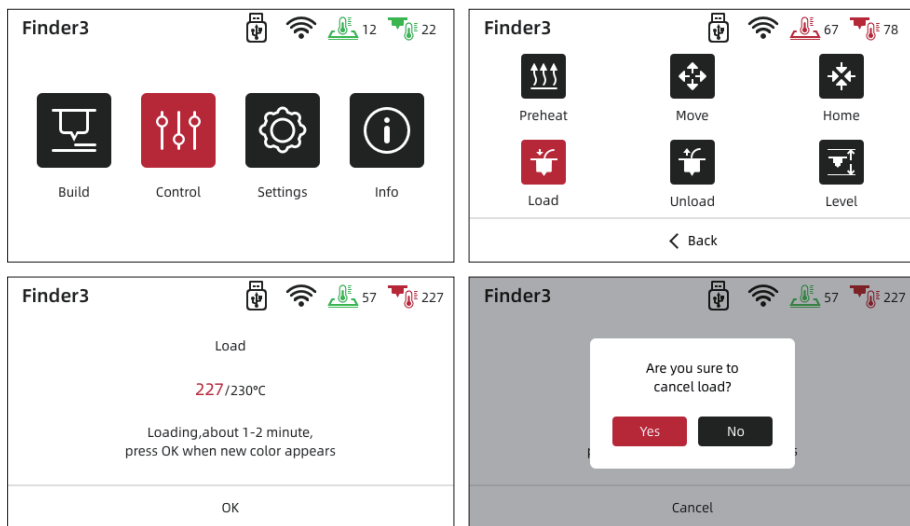 Finder3 12 22
Build Control Settings Info
Finder3 67 78
Preheat Move Home
Load Unload Level
Back
Finder3 57 227
Load
227/230℃
Loading,about 1-2 minute,
press OK when new color appears
OK
Finder3 57 227
Are you sure to
cancel load?
Yes No
Cancel